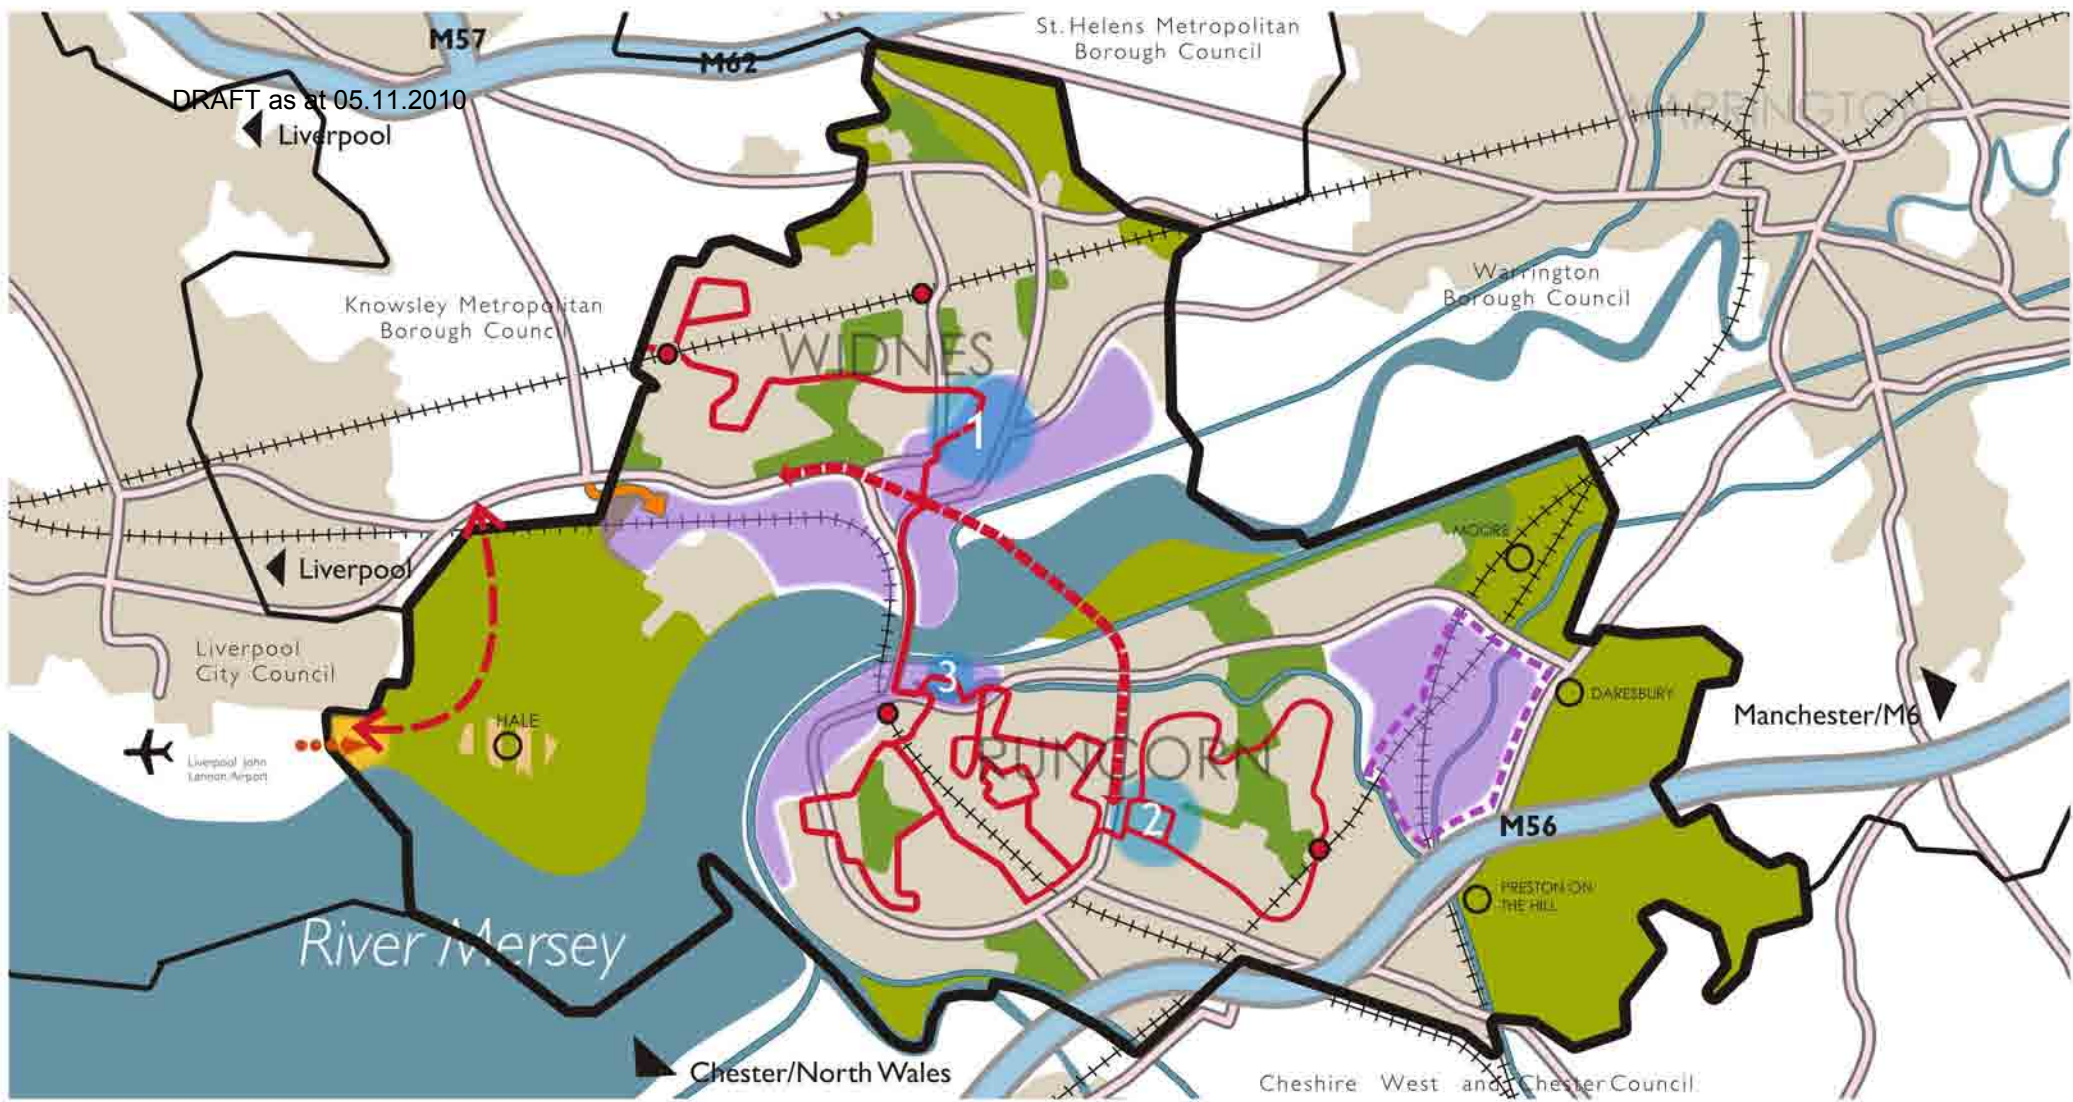 St. Helens Metropolitan
Borough Council
M57
M62
DRAFT as at 05.11.2010
Liverpool
WARRINGTON
Warrington
Borough Council
Knowsley Metropolitan
Borough Council
WIDNES
1
MOORE
Liverpool
Liverpool
City Council
3
DARESBURY
HALE
Manchester/M6
Liverpool John
Lennon Airport
RUNCORN
2
M56
PRESTON ON
THE HILL
River Mersey
Chester/North Wales
Cheshire West and Chester Council